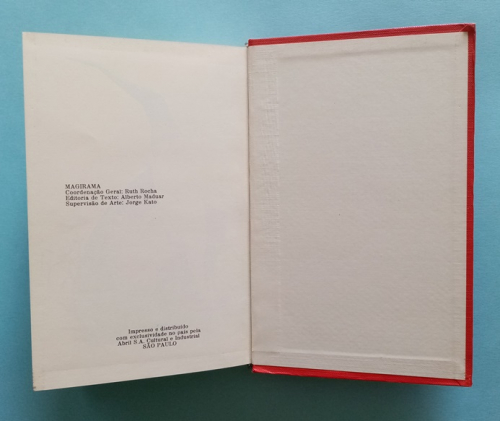 MAGIRAMA
Coordenação Geral: Ruth Rocha
Editoria de Texto: Alberto Maduar
Supervisão de Arte: Jorge Kato
Impresso e distribuído
com exclusividade no país pela
Abril S.A. Cultural e Industrial
SÃO PAULO